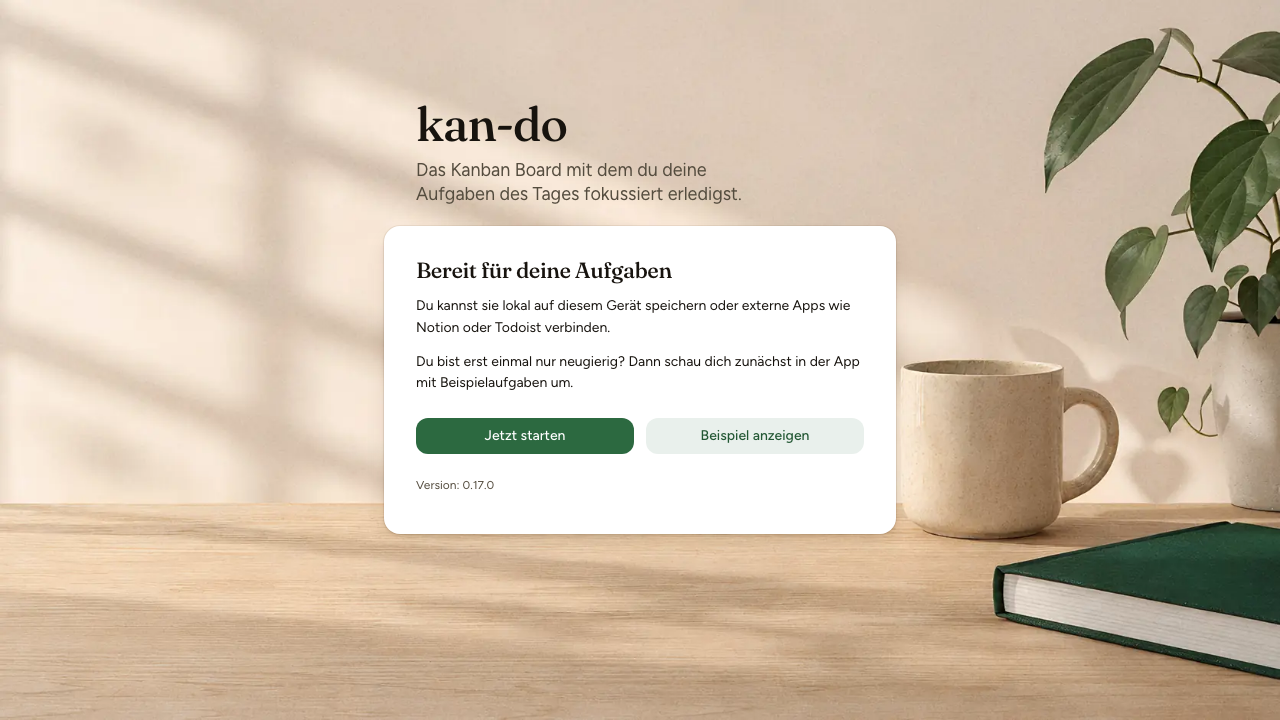 kan-do
Das Kanban Board mit dem du deine
Aufgaben des Tages fokussiert erledigst.
Bereit für deine Aufgaben
Du kannst sie lokal auf diesem Gerät speichern oder externe Apps wie
Notion oder Todoist verbinden.
Du bist erst einmal nur neugierig? Dann schau dich zunächst in der App
mit Beispielaufgaben um.
Jetzt starten
Beispiel anzeigen
Version: 0.17.0